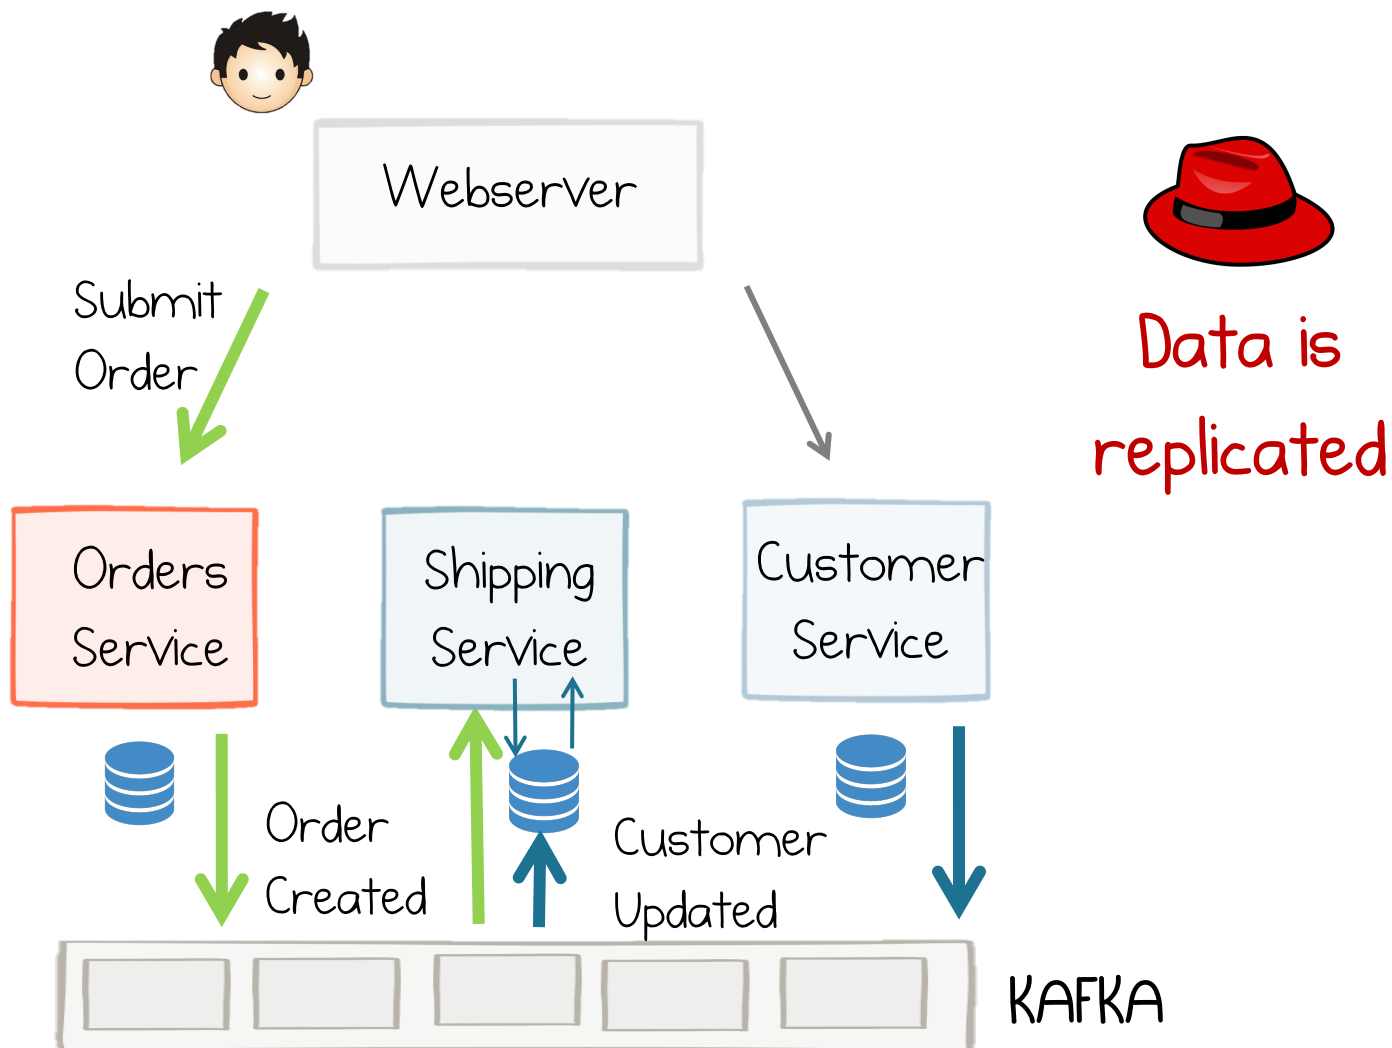 Webserver
Submit
Order
Data is
replicated
Orders
Service
Shipping
Service
Customer
Service
Order
Created
Customer
Updated
KAFKA